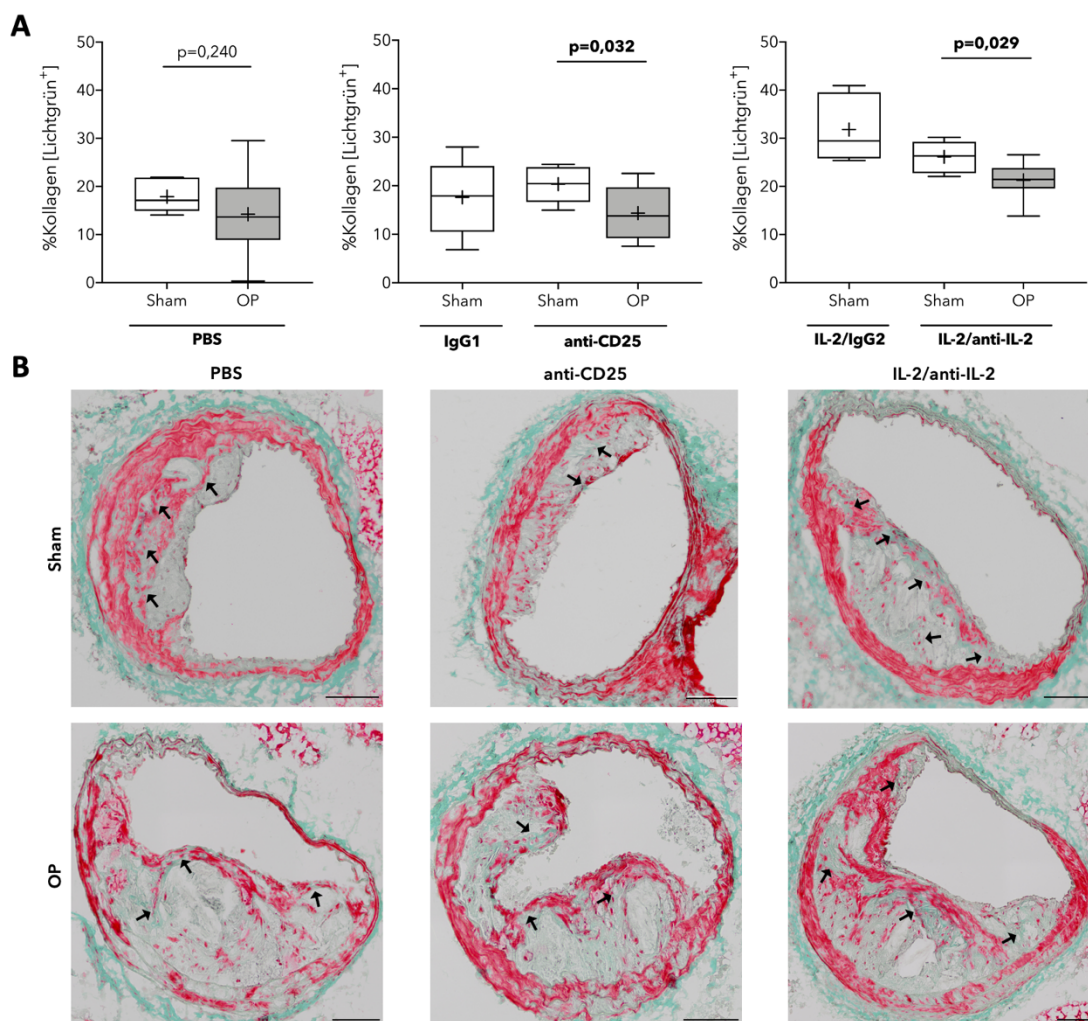 A
%Kollagen [Lichtgrün+]
50
40
30
20
10
0
p=0,240
Sham OP
PBS
%Kollagen [Lichtgrün+]
50
40
30
20
10
0
p=0,032
Sham Sham OP
IgG1 anti-CD25
%Kollagen [Lichtgrün+]
50
40
30
20
10
0
p=0,029
Sham Sham OP
IL-2/IgG2 IL-2/anti-IL-2
B
PBS anti-CD25 IL-2/anti-IL-2
Sham
OP